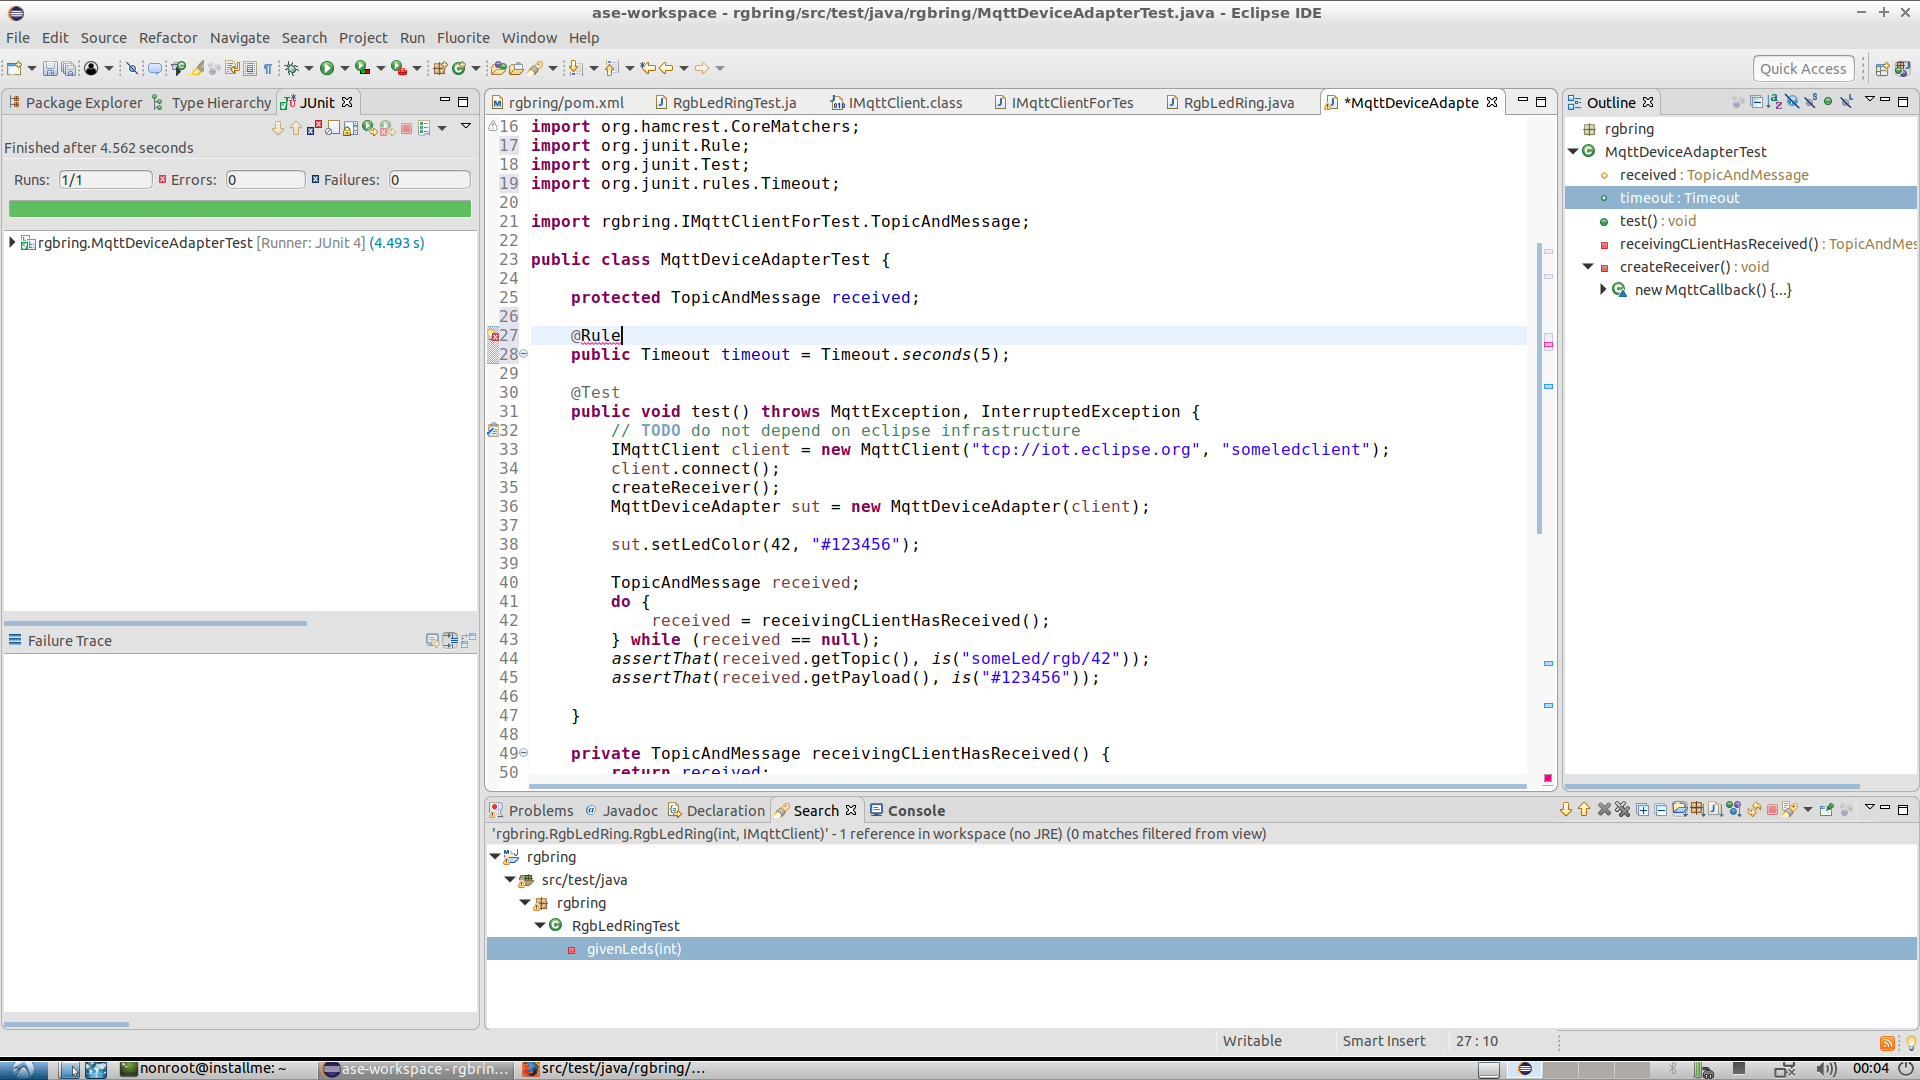 ase-workspace - rgbring/src/test/java/rgbring/MqttDeviceAdapterTest.java - Eclipse IDE
File Edit Source Refactor Navigate Search Project Run Fluorite Window Help
Quick Access
Package Explorer Type Hierarchy JUnit
Finished after 4.562 seconds
Runs: 1/1 Errors: 0 Failures: 0
rgbring.MqttDeviceAdapterTest [Runner: JUnit 4] (4.493 s)
Failure Trace
rgbring/pom.xml RgbLedRingTest.ja IMqttClient.class IMqttClientForTes RgbLedRing.java *MqttDeviceAdapte
16 import org.hamcrest.CoreMatchers;
17 import org.junit.Rule;
18 import org.junit.Test;
19 import org.junit.rules.Timeout;
20
21 import rgbring.IMqttClientForTest.TopicAndMessage;
22
23 public class MqttDeviceAdapterTest {
24
25 protected TopicAndMessage received;
26
27 @Rule
28 public Timeout timeout = Timeout.seconds(5);
29
30 @Test
31 public void test() throws MqttException, InterruptedException {
32 // TODO do not depend on eclipse infrastructure
33 IMqttClient client = new MqttClient("tcp://iot.eclipse.org", "someledclient");
34 client.connect();
35 createReceiver();
36 MqttDeviceAdapter sut = new MqttDeviceAdapter(client);
37
38 sut.setLedColor(42, "#123456");
39
40 TopicAndMessage received;
41 do {
42 received = receivingCLientHasReceived();
43 } while (received == null);
44 assertThat(received.getTopic(), is("someLed/rgb/42"));
45 assertThat(received.getPayload(), is("#123456"));
46
47 }
48
49 private TopicAndMessage receivingCLientHasReceived() {
50 return received;
Outline
rgbring
MqttDeviceAdapterTest
received : TopicAndMessage
timeout : Timeout
test() : void
receivingCLientHasReceived() : TopicAndMes
createReceiver() : void
new MqttCallback() {...}
Problems Javadoc Declaration Search Console
'rgbring.RgbLedRing.RgbLedRing(int, IMqttClient)' - 1 reference in workspace (no JRE) (0 matches filtered from view)
rgbring
src/test/java
rgbring
RgbLedRingTest
givenLeds(int)
Writable Smart Insert 27 : 10
nonroot@installme: ~ ase-workspace - rgbrin... src/test/java/rgbring/... 00:04